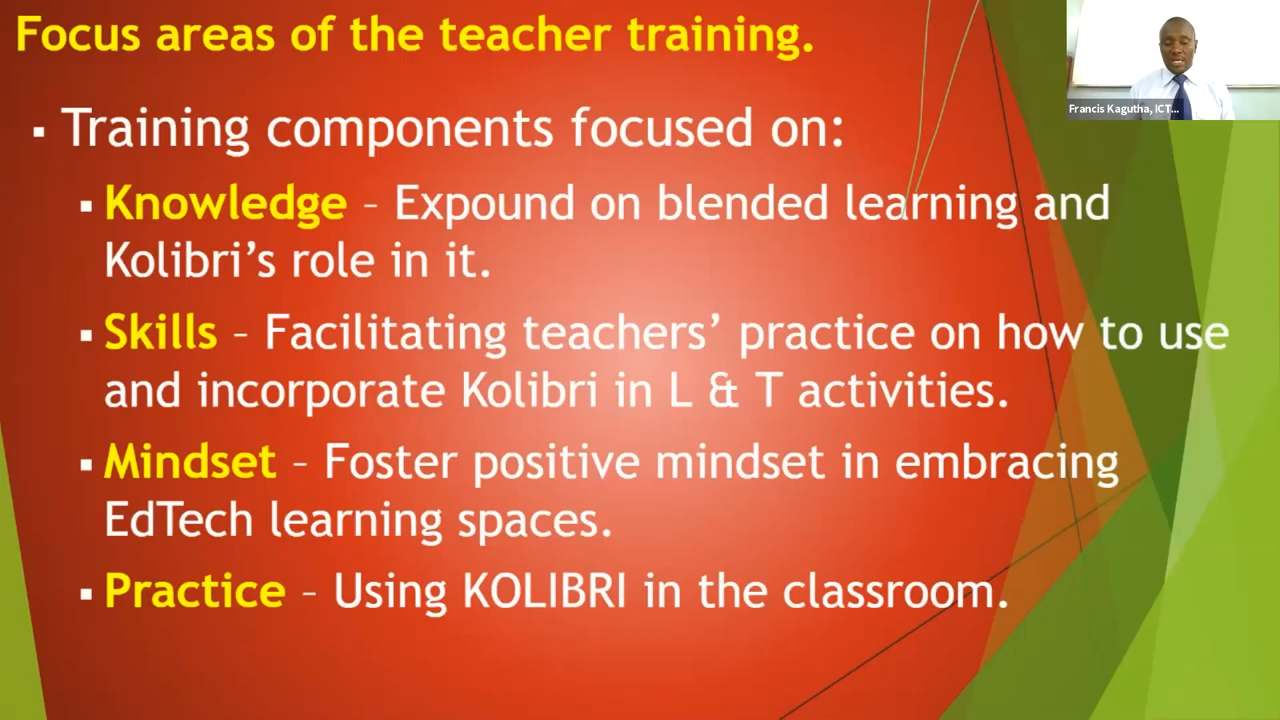 Focus areas of the teacher training.
Francis Kagutha, ICT...
▪ Training components focused on:
▪ Knowledge – Expound on blended learning and
Kolibri's role in it.
▪ Skills – Facilitating teachers' practice on how to use
and incorporate Kolibri in L & T activities.
▪ Mindset – Foster positive mindset in embracing
EdTech learning spaces.
▪ Practice – Using KOLIBRI in the classroom.